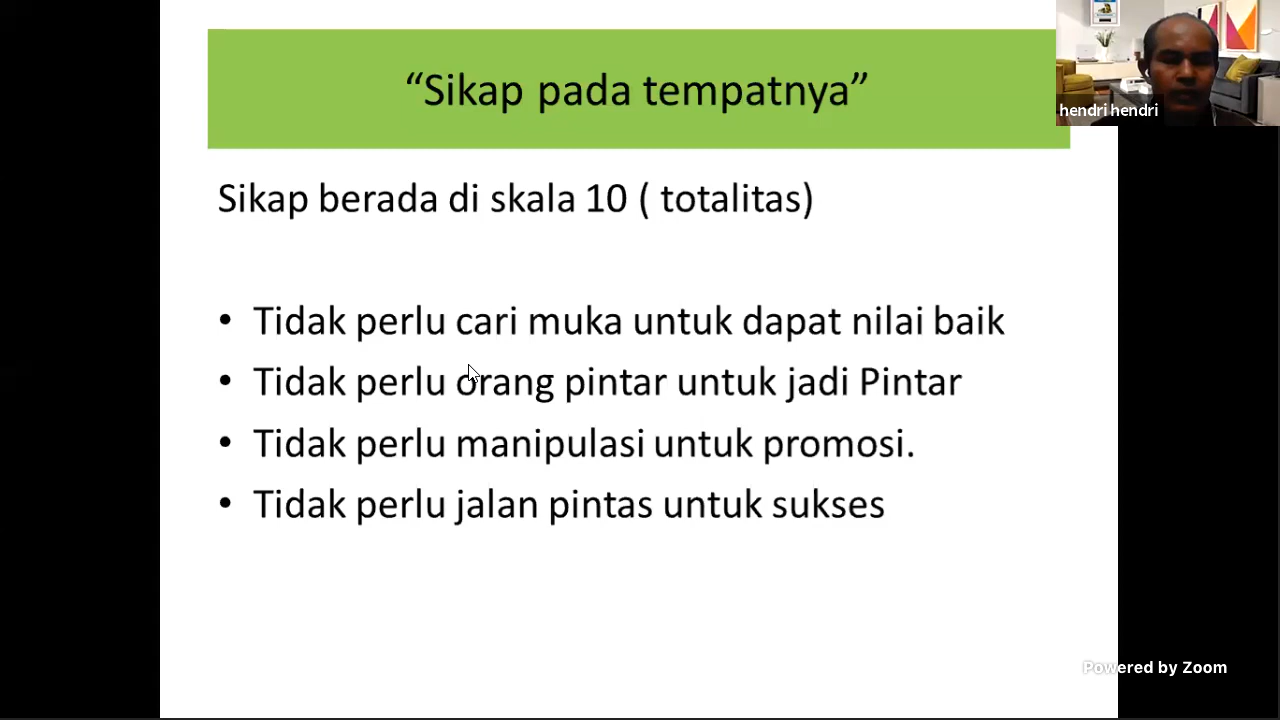 “Sikap pada tempatnya”
hendri hendri
Sikap berada di skala 10 ( totalitas)
• Tidak perlu cari muka untuk dapat nilai baik
• Tidak perlu orang pintar untuk jadi Pintar
• Tidak perlu manipulasi untuk promosi.
• Tidak perlu jalan pintas untuk sukses
Powered by Zoom